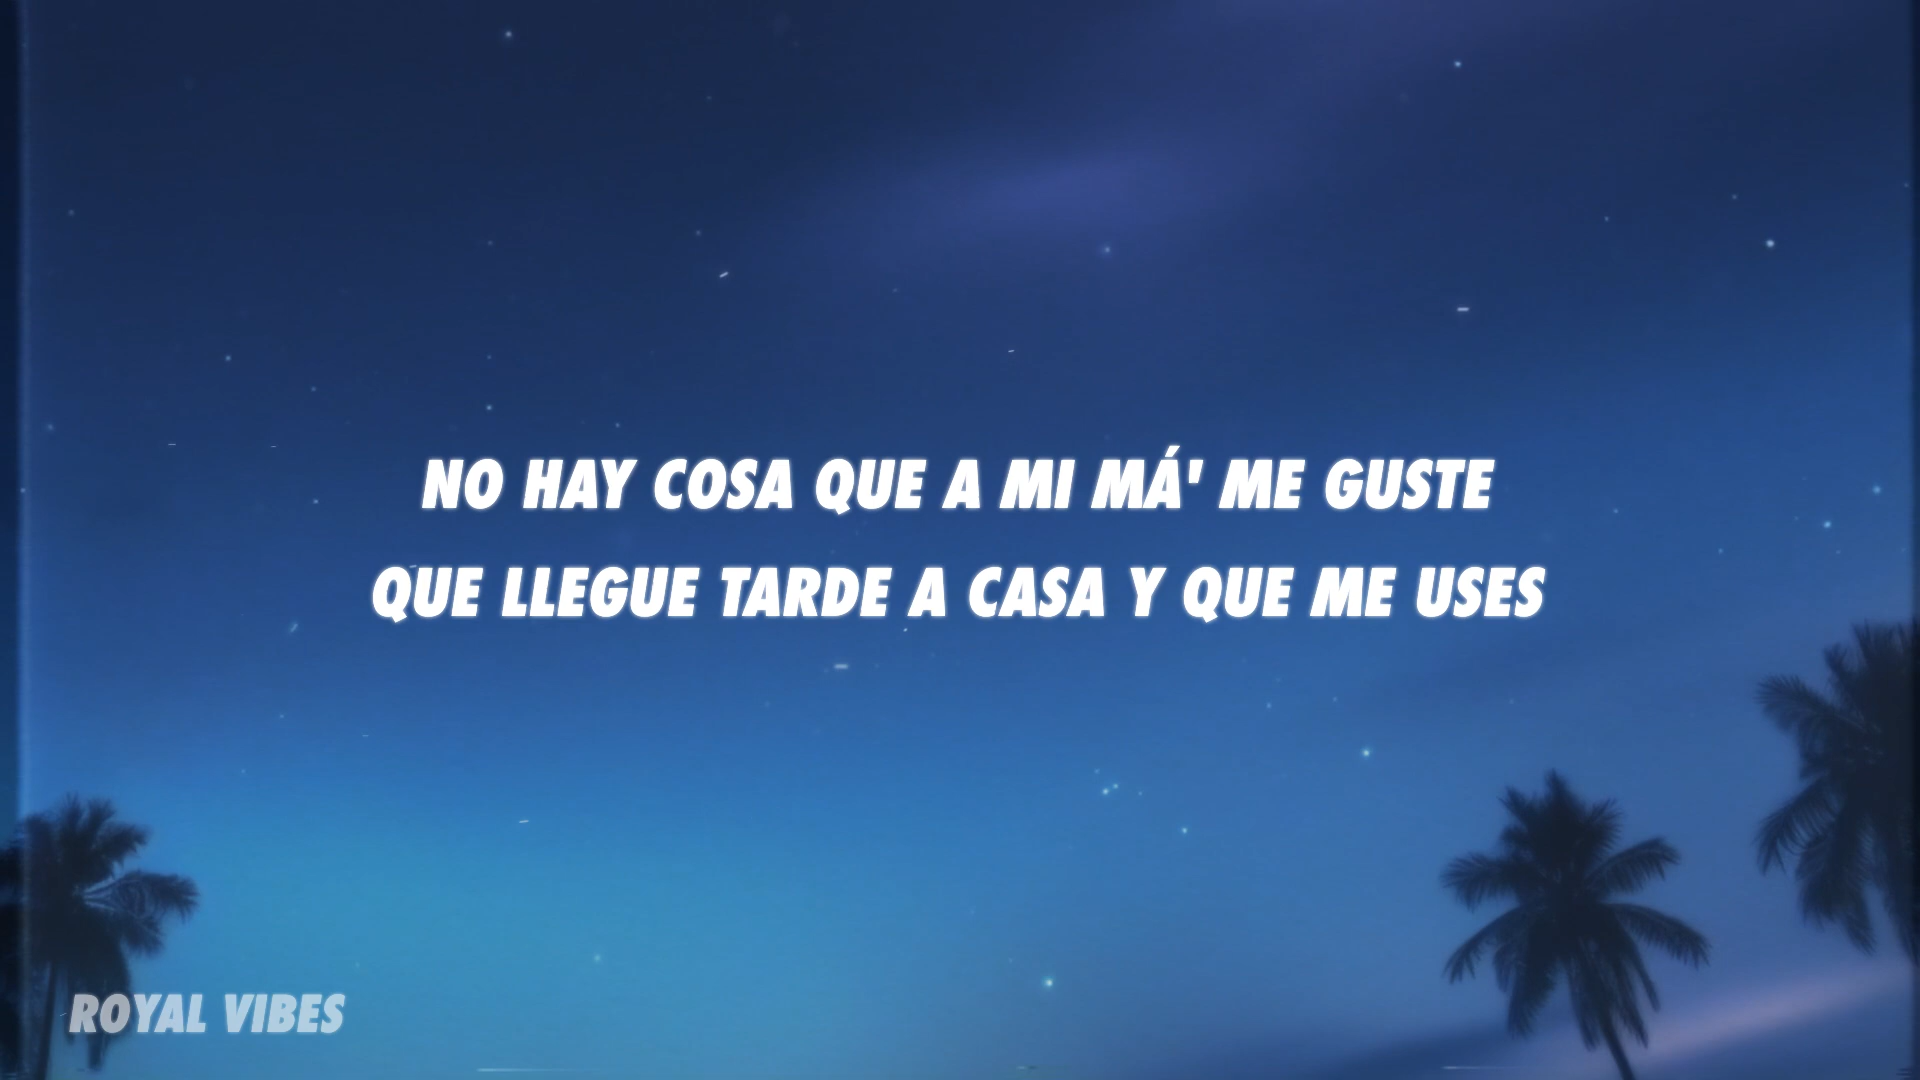 NO HAY COSA QUE A MI MÁ' ME GUSTE
QUE LLEGUE TARDE A CASA Y QUE ME USES
ROYAL VIBES